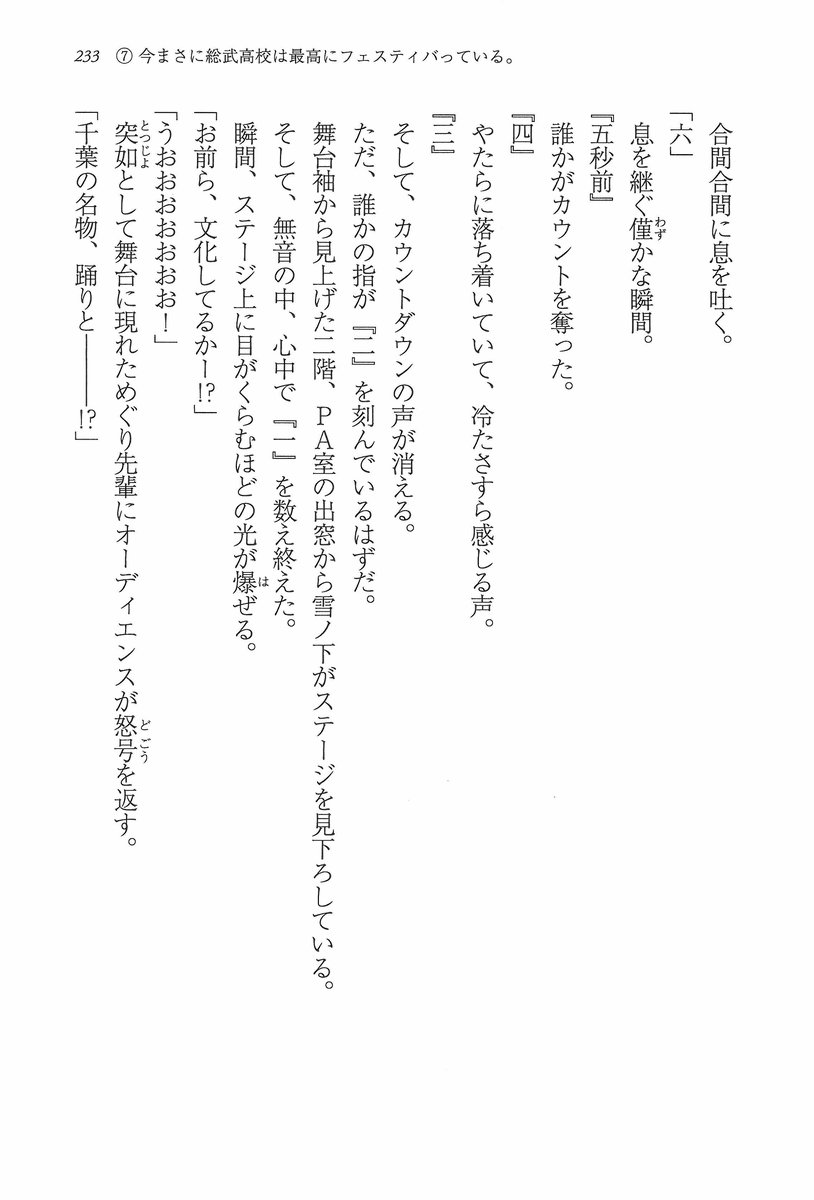 233 ⑦ 今まさに総武高校は最高にフェスティバっている。
合間合間に息を吐く。
「六」
息を継ぐ僅かな瞬間。
『五秒前』
誰かがカウントを奪った。
『四』
やたらに落ち着いていて、冷たさすら感じる声。
『三』
そして、カウントダウンの声が消える。
ただ、誰かの指が『二』を刻んでいるはずだ。
舞台袖から見上げた二階、ＰＡ室の出窓から雪ノ下がステージを見下ろしている。
そして、無音の中、心中で『一』を数え終えた。
瞬間、ステージ上に目がくらむほどの光が爆ぜる。
「お前ら、文化してるかー!?」
「うおおおおおおお！」
突如として舞台に現れためぐり先輩にオーディエンスが怒号を返す。
「千葉の名物、踊りと―――!?」